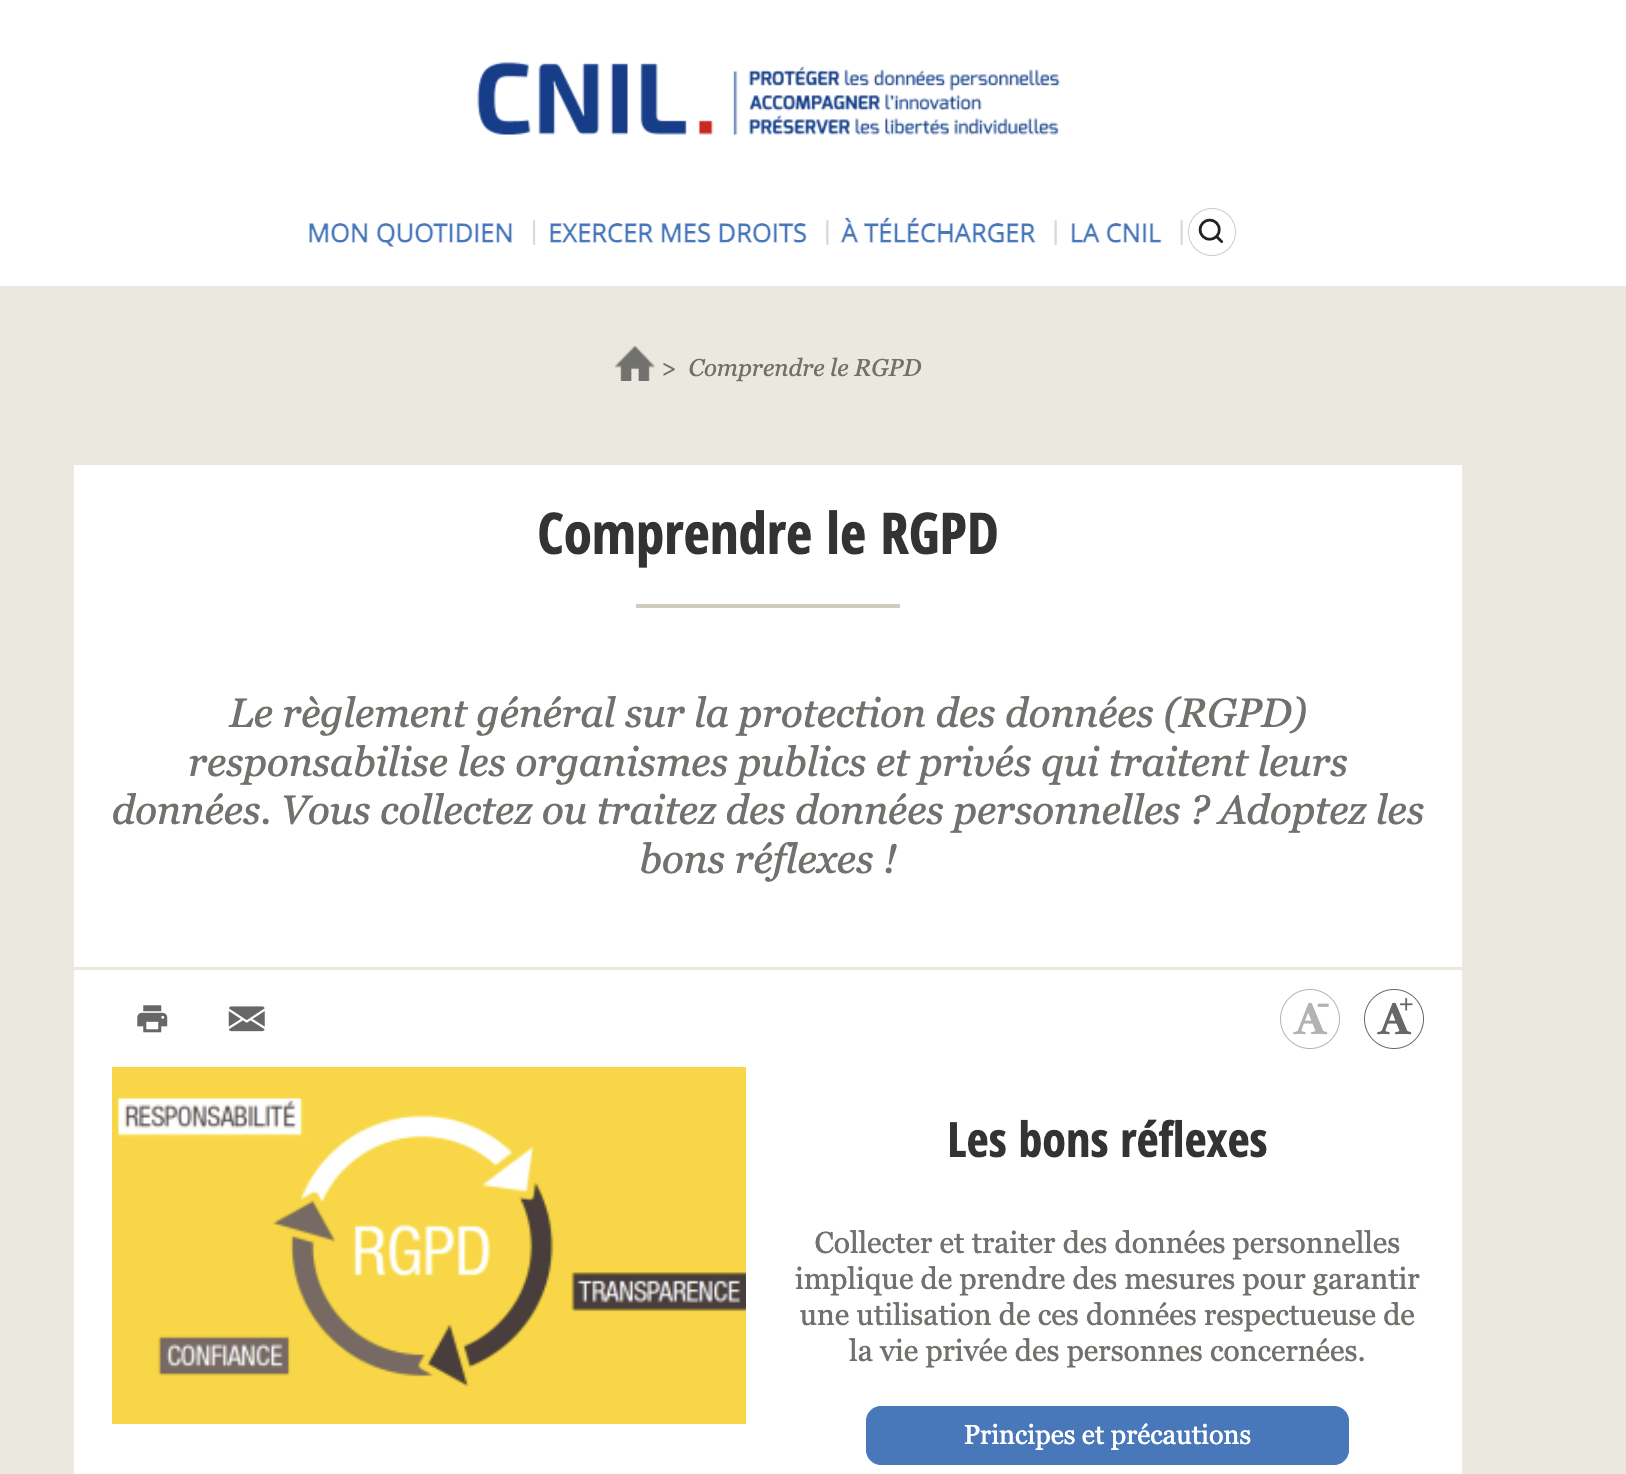 CNIL.
PROTÉGER les données personnelles
ACCOMPAGNER l'innovation
PRÉSERVER les libertés individuelles
MON QUOTIDIEN | EXERCER MES DROITS | À TÉLÉCHARGER | LA CNIL |
> Comprendre le RGPD
Comprendre le RGPD
Le règlement général sur la protection des données (RGPD)
responsabilise les organismes publics et privés qui traitent leurs
données. Vous collectez ou traitez des données personnelles ? Adoptez les
bons réflexes !
A- A+
RESPONSABILITÉ
RGPD
TRANSPARENCE
CONFIANCE
Les bons réflexes
Collecter et traiter des données personnelles
implique de prendre des mesures pour garantir
une utilisation de ces données respectueuse de
la vie privée des personnes concernées.
Principes et précautions